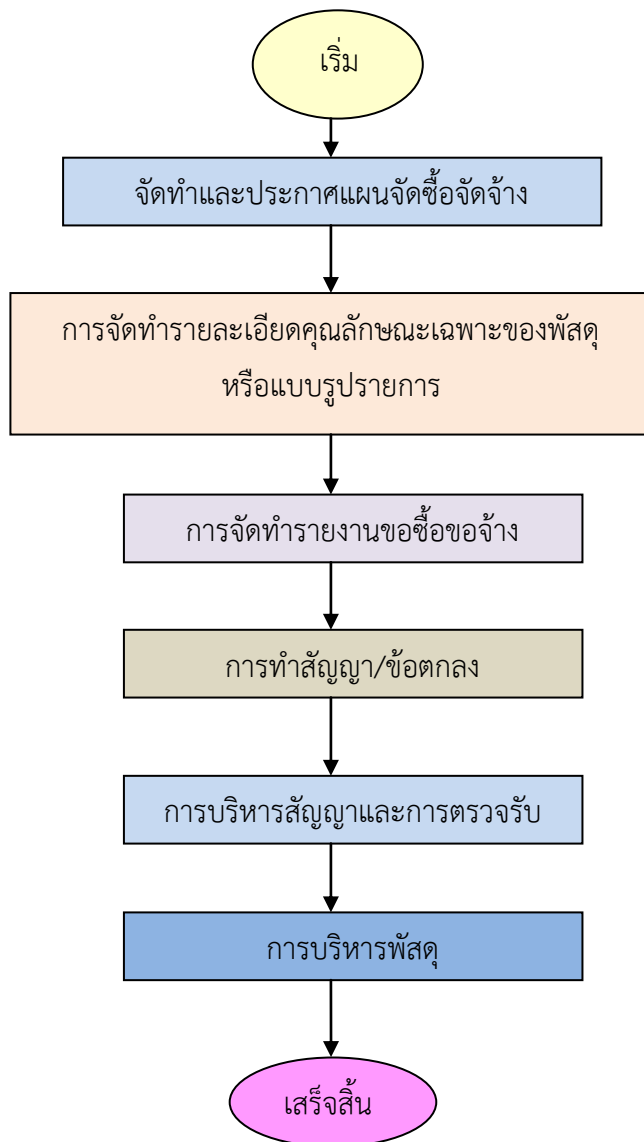 เริ่ม
จัดทำและประกาศแผนจัดซื้อจัดจ้าง
การจัดทำรายละเอียดคุณลักษณะเฉพาะของพัสดุ
หรือแบบรูปรายการ
การจัดทำรายงานขอซื้อขอจ้าง
การทำสัญญา/ข้อตกลง
การบริหารสัญญาและการตรวจรับ
การบริหารพัสดุ
เสร็จสิ้น